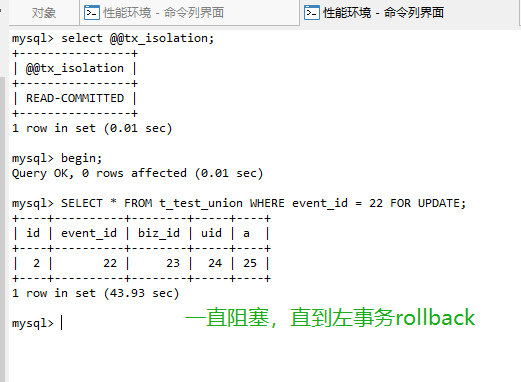 对象
性能环境 - 命令列界面
性能环境 - 命令列界面
mysql> select @@tx_isolation;
+----------------+
| @@tx_isolation |
+----------------+
| READ-COMMITTED |
+----------------+
1 row in set (0.01 sec)
mysql> begin;
Query OK, 0 rows affected (0.01 sec)
mysql> SELECT * FROM t_test_union WHERE event_id = 22 FOR UPDATE;
+----+----------+--------+-----+----+
| id | event_id | biz_id | uid | a  |
+----+----------+--------+-----+----+
|  2 |       22 |     23 |  24 | 25 |
+----+----------+--------+-----+----+
1 row in set (43.93 sec)
一直阻塞，直到左事务rollback
mysql>